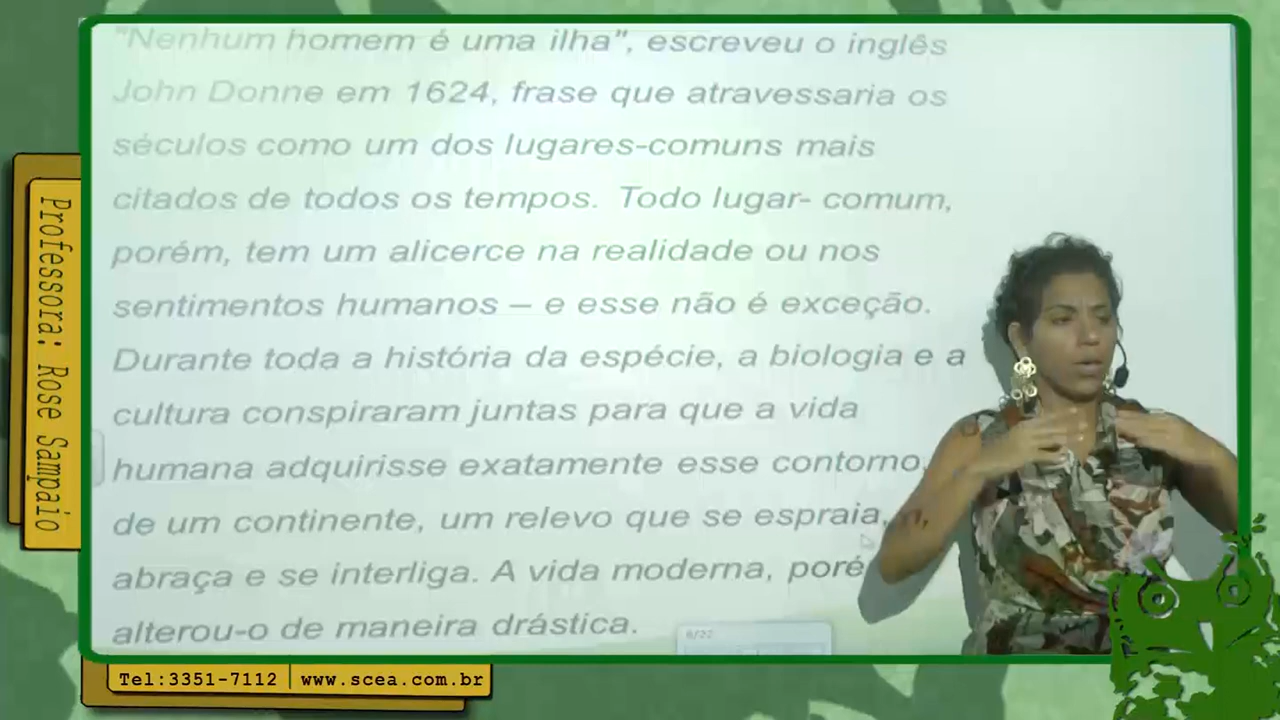 "Nenhum homem é uma ilha", escreveu o inglês
John Donne em 1624, frase que atravessaria os
séculos como um dos lugares-comuns mais
citados de todos os tempos. Todo lugar- comum,
porém, tem um alicerce na realidade ou nos
sentimentos humanos – e esse não é exceção.
Durante toda a história da espécie, a biologia e a
cultura conspiraram juntas para que a vida
humana adquirisse exatamente esse contorno,
de um continente, um relevo que se espraia,
abraça e se interliga. A vida moderna, poré
alterou-o de maneira drástica.
8/22
Professora: Rose Sampaio
Tel:3351-7112 | www.scea.com.br